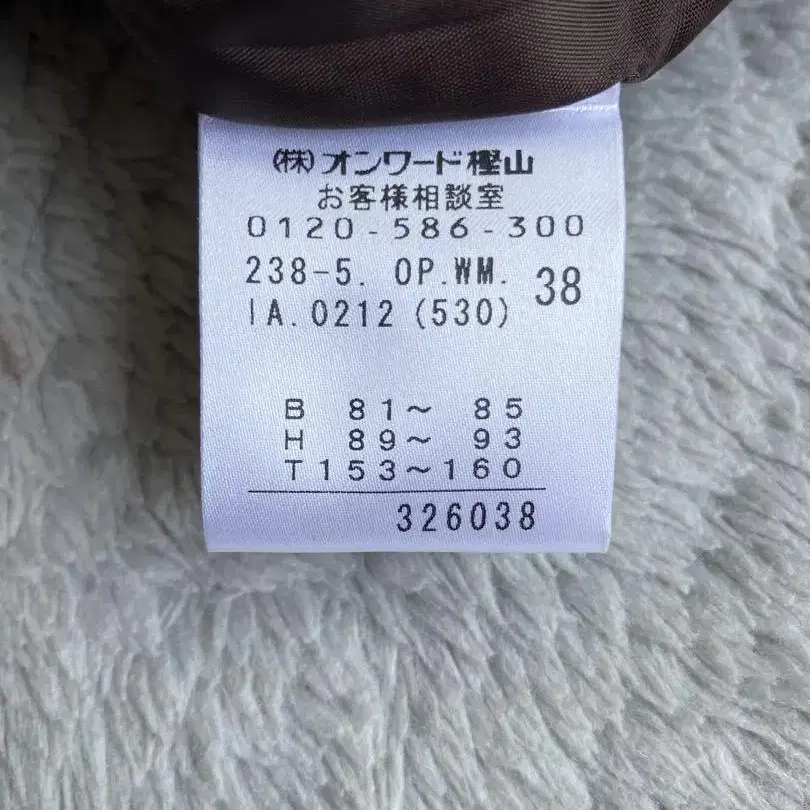 (株)オンワード樫山
お客様相談室
0120-586-300
238-5. OP.WM. 38
IA.0212 (530)
B 81~ 85
H 89~ 93
T153~160
326038